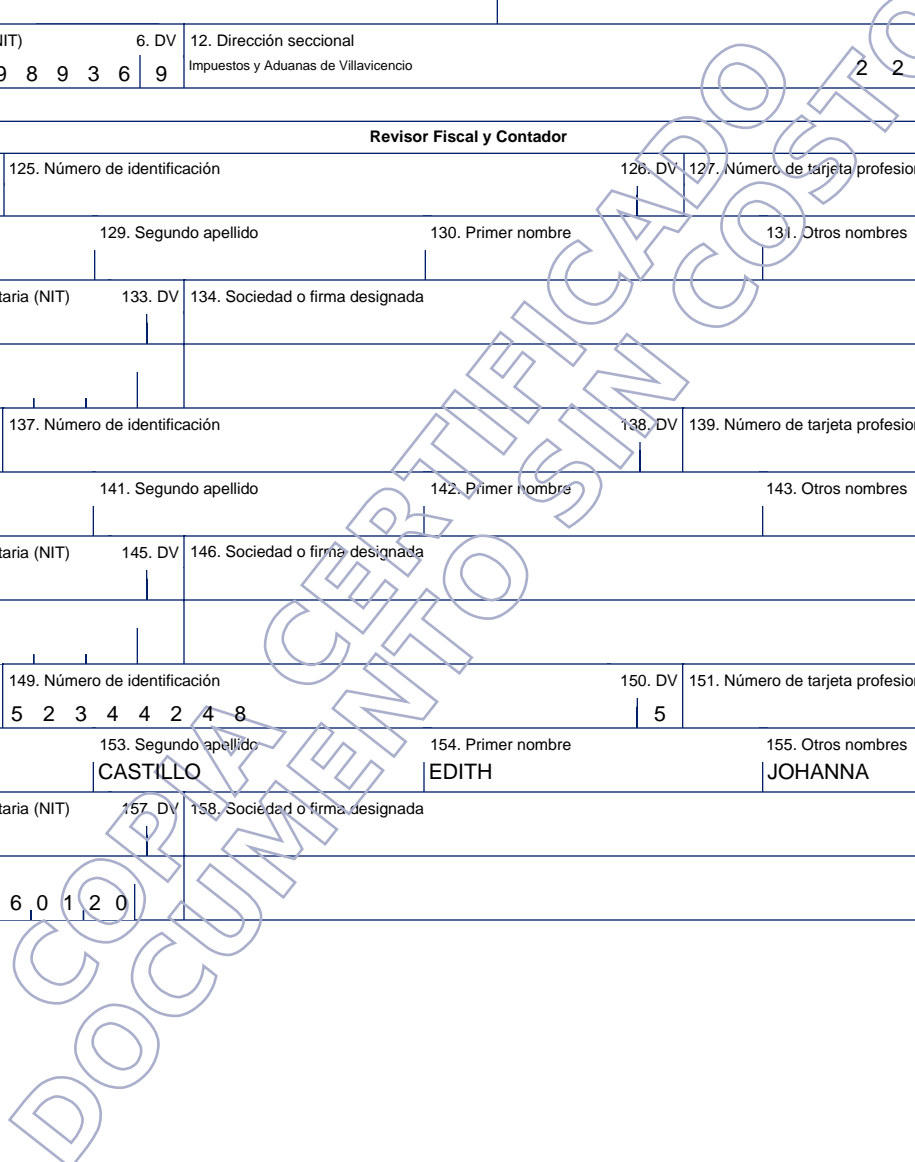 NIT) 6. DV 12. Dirección seccional
9 8 9 3 6 9 Impuestos y Aduanas de Villavicencio 2 2
Revisor Fiscal y Contador
125. Número de identificación 126. DV 127. Número de tarjeta profesion
129. Segundo apellido 130. Primer nombre 131. Otros nombres
taria (NIT) 133. DV 134. Sociedad o firma designada
137. Número de identificación 138. DV 139. Número de tarjeta profesion
141. Segundo apellido 142. Primer nombre 143. Otros nombres
taria (NIT) 145. DV 146. Sociedad o firma designada
149. Número de identificación 150. DV 151. Número de tarjeta profesion
5 2 3 4 4 2 4 8 5
153. Segundo apellido 154. Primer nombre 155. Otros nombres
CASTILLO EDITH JOHANNA
taria (NIT) 157. DV 158. Sociedad o firma designada
6 0 1 2 0
COPIA CERTIFICADO
DOCUMENTO SIN COSTO